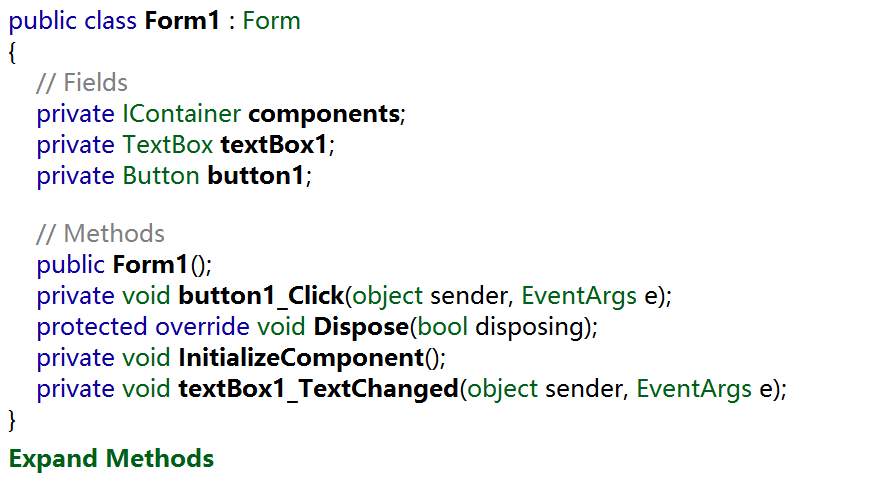 public class Form1 : Form
{
// Fields
private IContainer components;
private TextBox textBox1;
private Button button1;
// Methods
public Form1();
private void button1_Click(object sender, EventArgs e);
protected override void Dispose(bool disposing);
private void InitializeComponent();
private void textBox1_TextChanged(object sender, EventArgs e);
}
Expand Methods